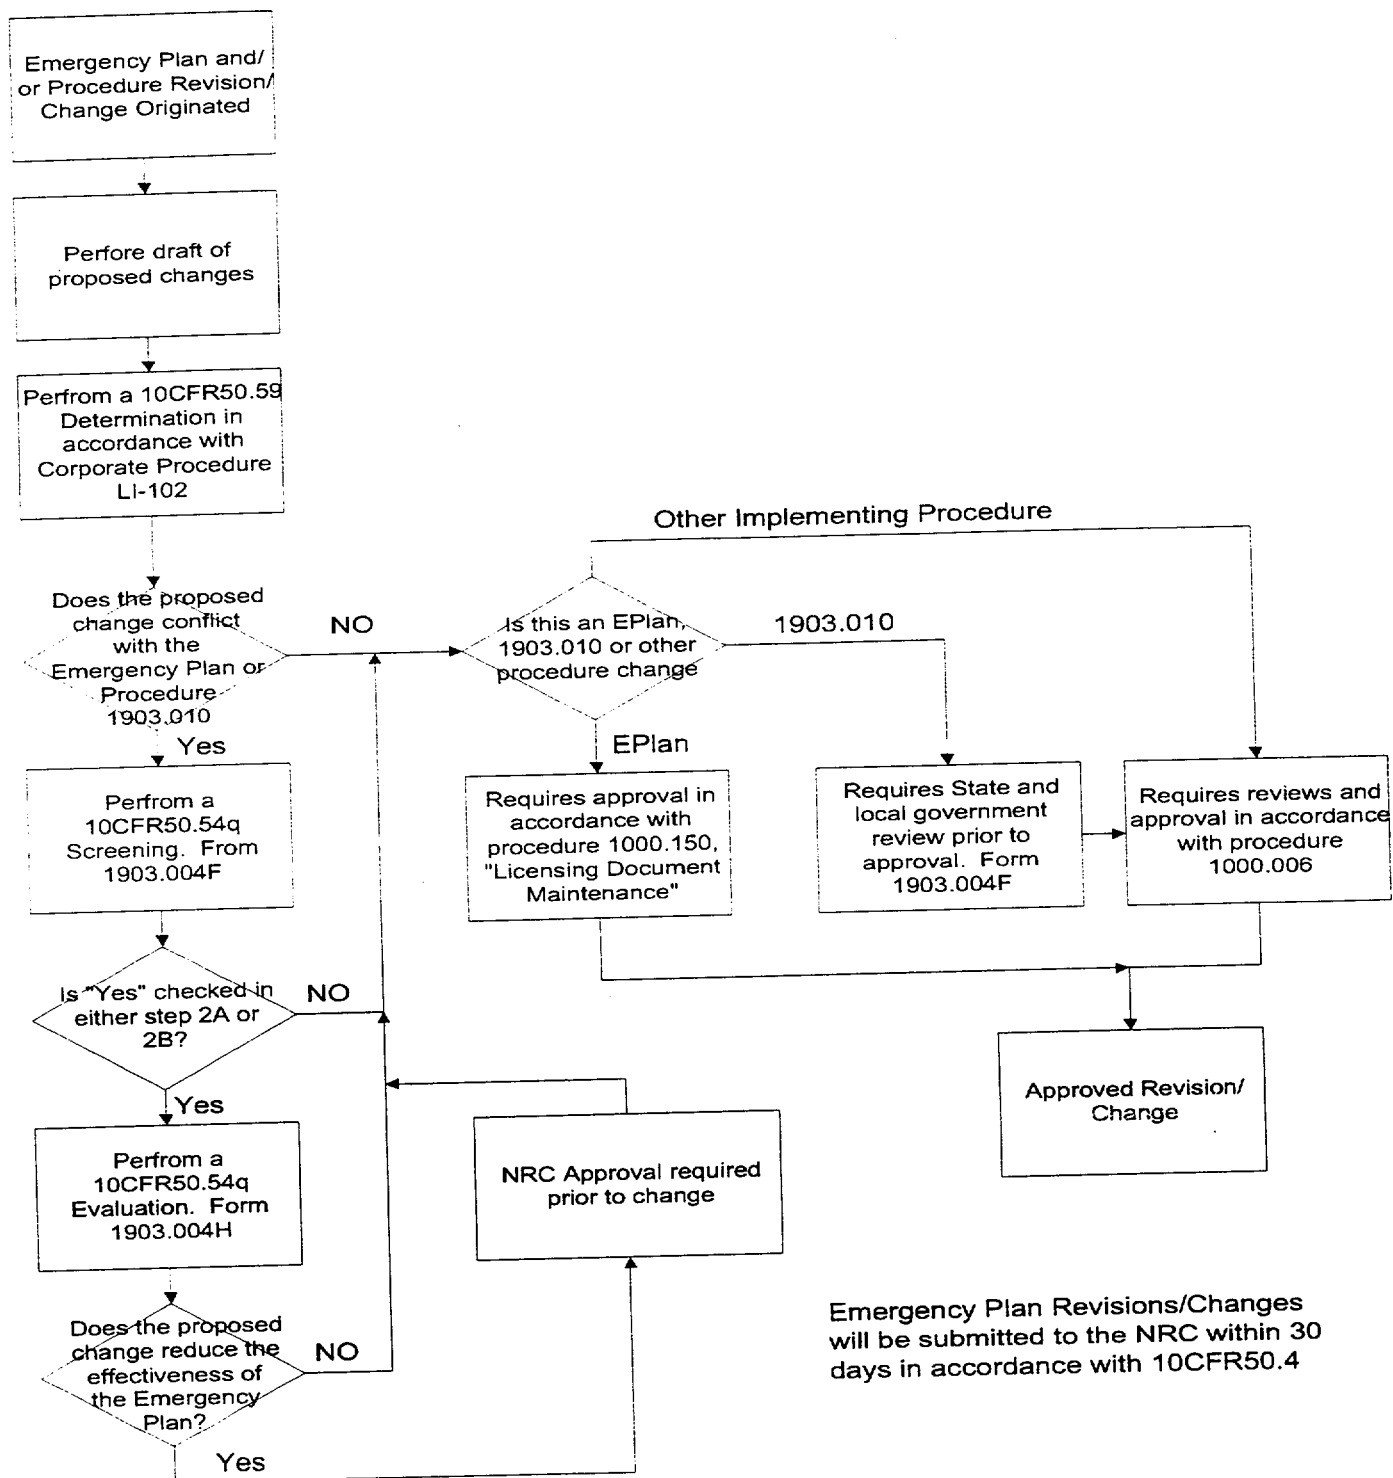 Emergency Plan and/
or Procedure Revision/
Change Originated
Perfore draft of
proposed changes
Perfrom a 10CFR50.59
Determination in
accordance with
Corporate Procedure
LI-102
Does the proposed
change conflict
with the
Emergency Plan or
Procedure
1903.010
NO
Yes
Perfrom a
10CFR50.54q
Screening. From
1903.004F
Is "Yes" checked in
either step 2A or
2B?
NO
Yes
Perfrom a
10CFR50.54q
Evaluation. Form
1903.004H
Does the proposed
change reduce the
effectiveness of
the Emergency
Plan?
NO
Yes
NRC Approval required
prior to change
Is this an EPlan,
1903.010 or other
procedure change
Other Implementing Procedure
1903.010
EPlan
Requires approval in
accordance with
procedure 1000.150,
"Licensing Document
Maintenance"
Requires State and
local government
review prior to
approval. Form
1903.004F
Requires reviews and
approval in accordance
with procedure
1000.006
Approved Revision/
Change
Emergency Plan Revisions/Changes
will be submitted to the NRC within 30
days in accordance with 10CFR50.4